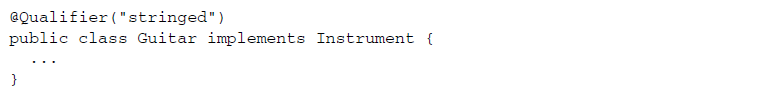 @Qualifier("stringed")
public class Guitar implements Instrument {
  ...
}